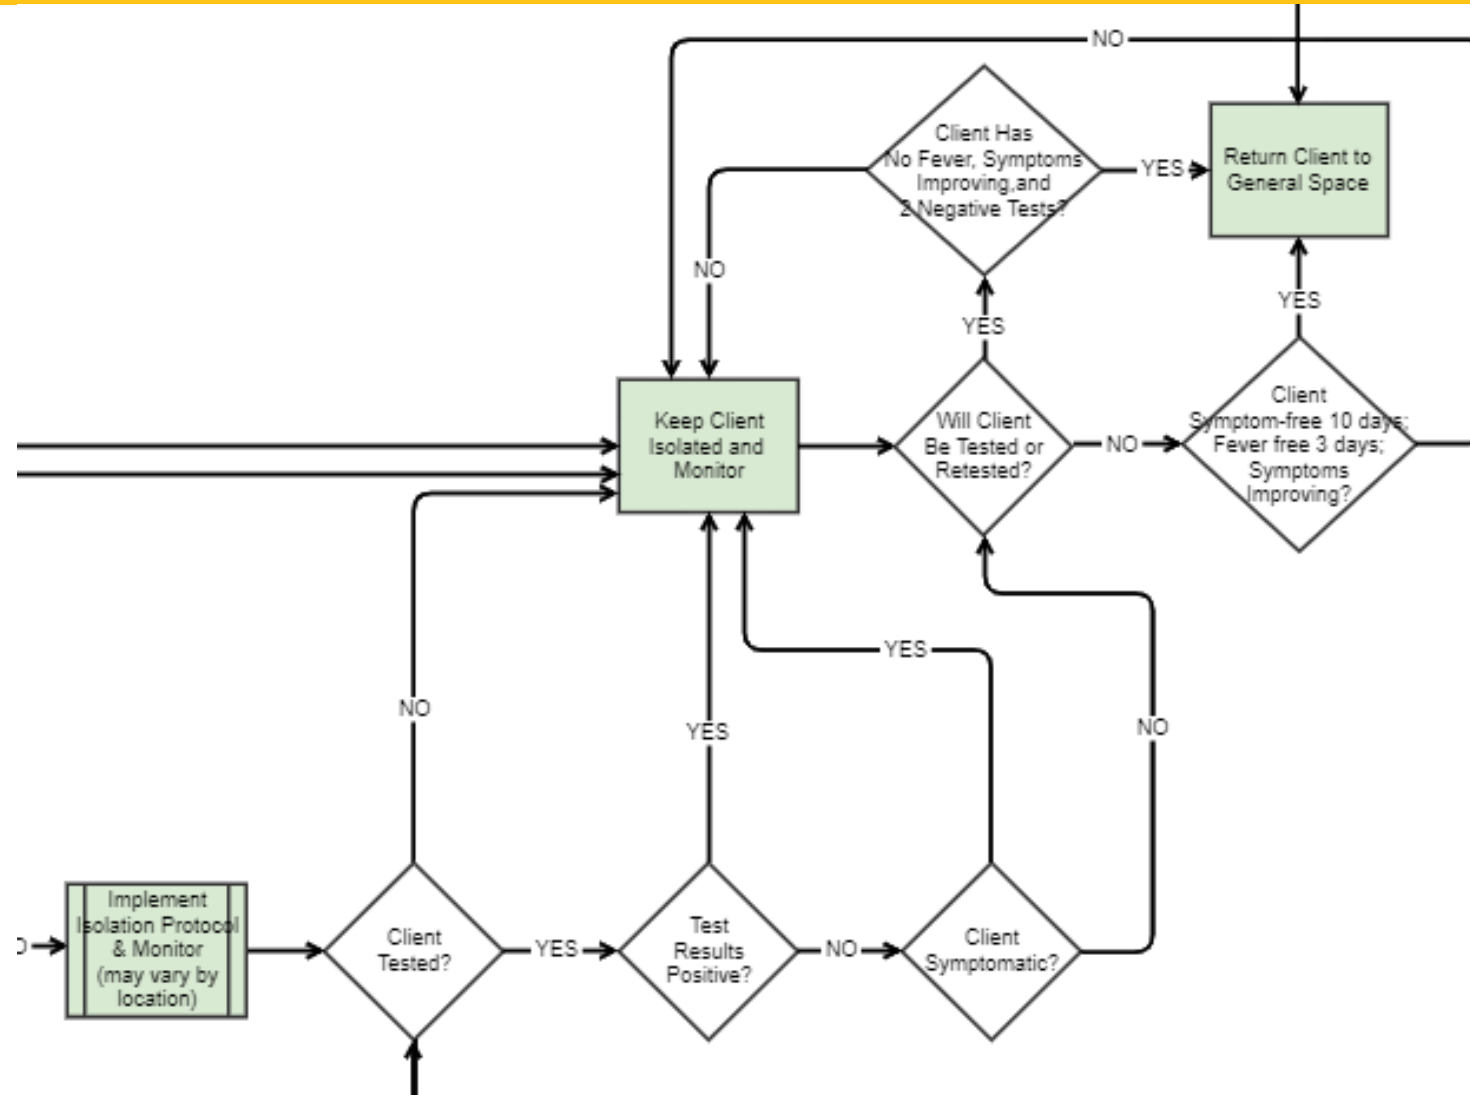 NO
Client Has
No Fever, Symptoms
Improving,and
2 Negative Tests?
YES
Return Client to
General Space
NO
YES
YES
Keep Client
Isolated and
Monitor
Will Client
Be Tested or
Retested?
NO
Client
Symptom-free 10 days;
Fever free 3 days;
Symptoms
Improving?
YES
NO
YES
NO
Implement
Isolation Protocol
& Monitor
(may vary by
location)
Client
Tested?
YES
Test
Results
Positive?
NO
Client
Symptomatic?